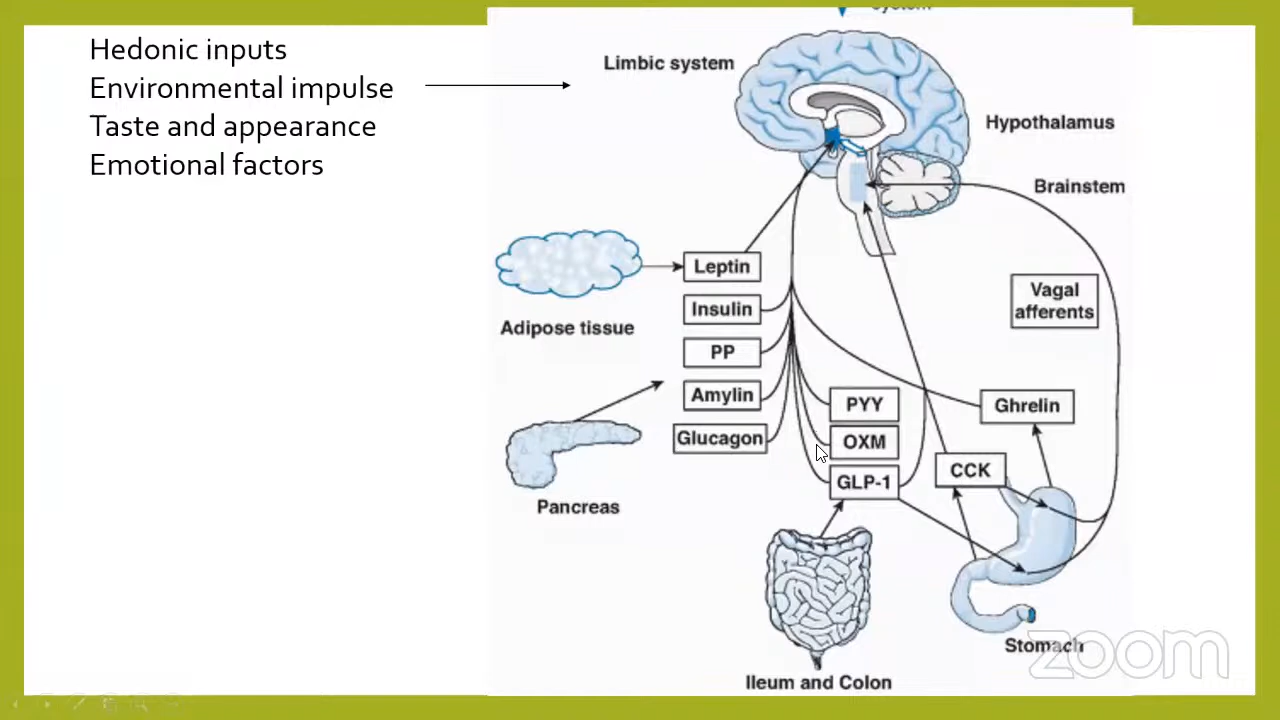 Hedonic inputs
Environmental impulse
Taste and appearance
Emotional factors
system
Limbic system
Hypothalamus
Brainstem
Leptin
Adipose tissue
Insulin
PP
Amylin
Glucagon
Pancreas
Vagal
afferents
PYY
OXM
GLP-1
Ghrelin
CCK
Ileum and Colon
Stomach
zoom